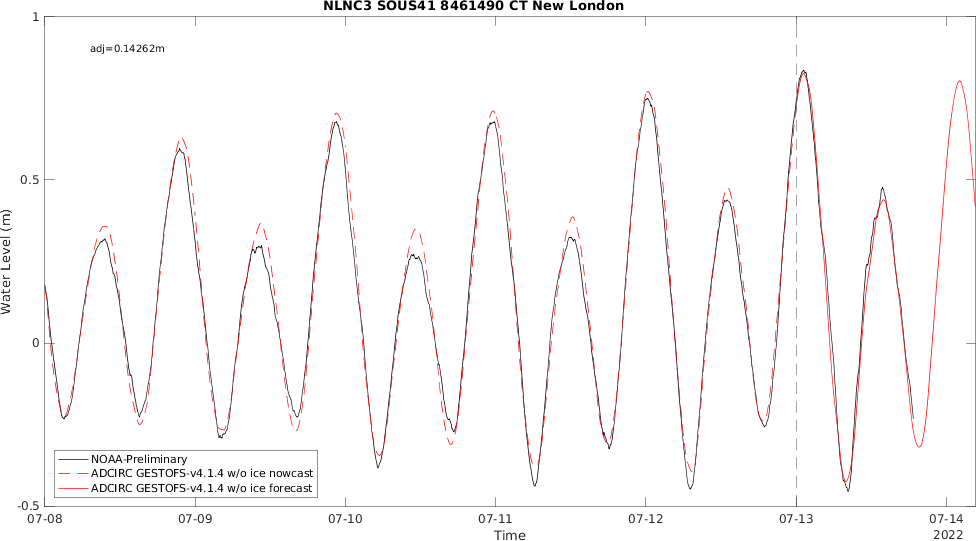 NLNC3 SOUS41 8461490 CT New London
adj=0.14262m
1
0.5
0
-0.5
Water Level (m)
NOAA-Preliminary
ADCIRC GESTOFS-v4.1.4 w/o ice nowcast
ADCIRC GESTOFS-v4.1.4 w/o ice forecast
07-08 07-09 07-10 07-11 07-12 07-13 07-14
Time
2022